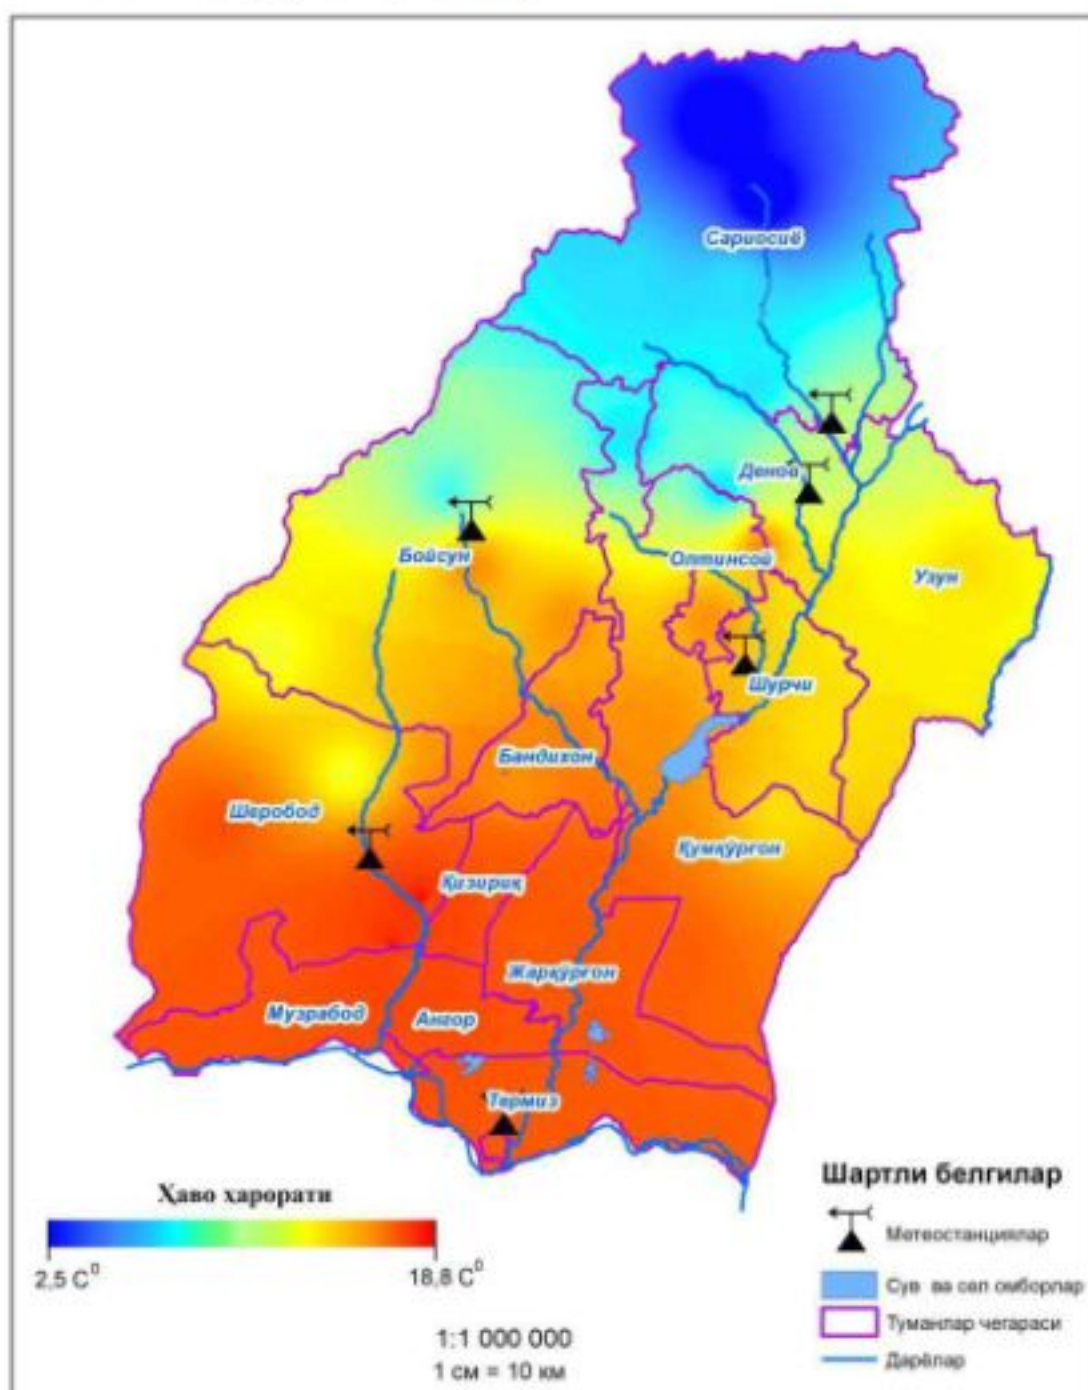 Сариосиё
Денов
Бойсун
Олтинсой
Узун
Шурчи
Бандихон
Шеробод
Қумқўрғон
Қизириқ
Жарқўрғон
Музрабод
Ангор
Термиз
Ҳаво ҳарорати
2,5 C⁰
18,8 C⁰
1:1 000 000
1 см = 10 км
Шартли белгилар
Метеостанциялар
Сув ва сел омборлар
Туманлар чегараси
Дарёлар